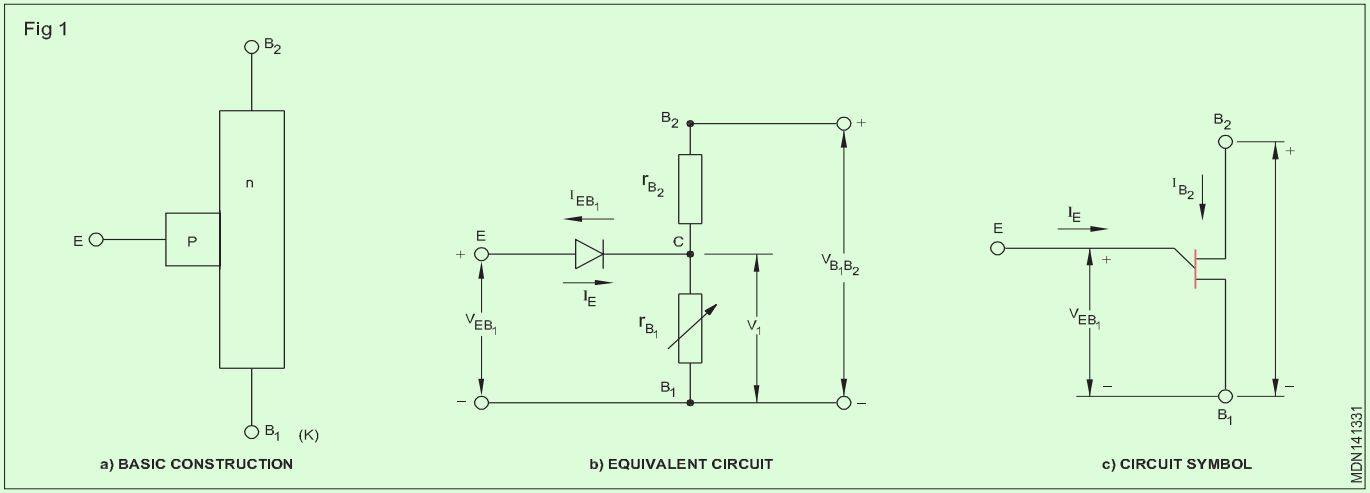 Fig 1
B2
n
E
P
B1 (K)
a) BASIC CONSTRUCTION
B2
+
rB2
IEB1
E
C
+
IE
VB1B2
VEB1
rB1
V1
B1
–
–
b) EQUIVALENT CIRCUIT
B2
+
IB2
IE
E
+
VEB1
–
–
B1
c) CIRCUIT SYMBOL
MDN141331